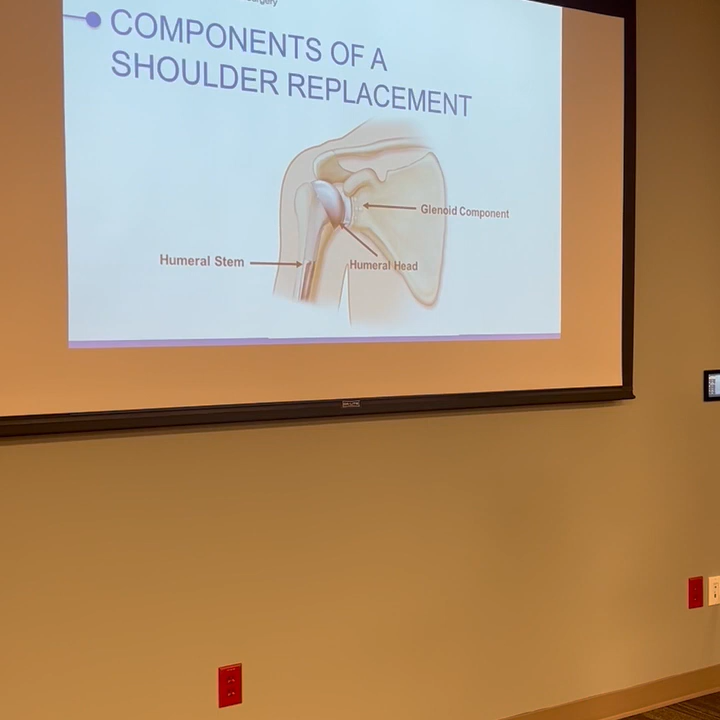 COMPONENTS OF A
SHOULDER REPLACEMENT
Glenoid Component
Humeral Stem
Humeral Head